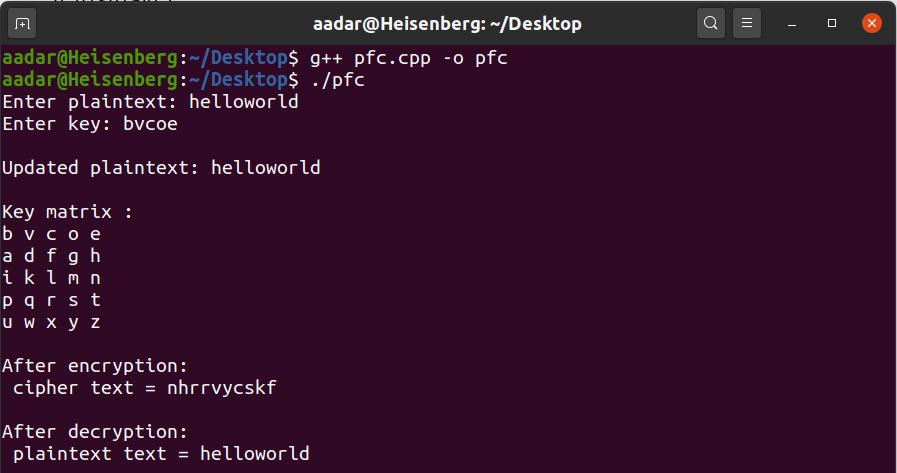 aadar@Heisenberg: ~/Desktop
aadar@Heisenberg:~/Desktop$ g++ pfc.cpp -o pfc
aadar@Heisenberg:~/Desktop$ ./pfc
Enter plaintext: helloworld
Enter key: bvcoe
Updated plaintext: helloworld
Key matrix :
b v c o e
a d f g h
i k l m n
p q r s t
u w x y z
After encryption:
 cipher text = nhrrvycskf
After decryption:
 plaintext text = helloworld